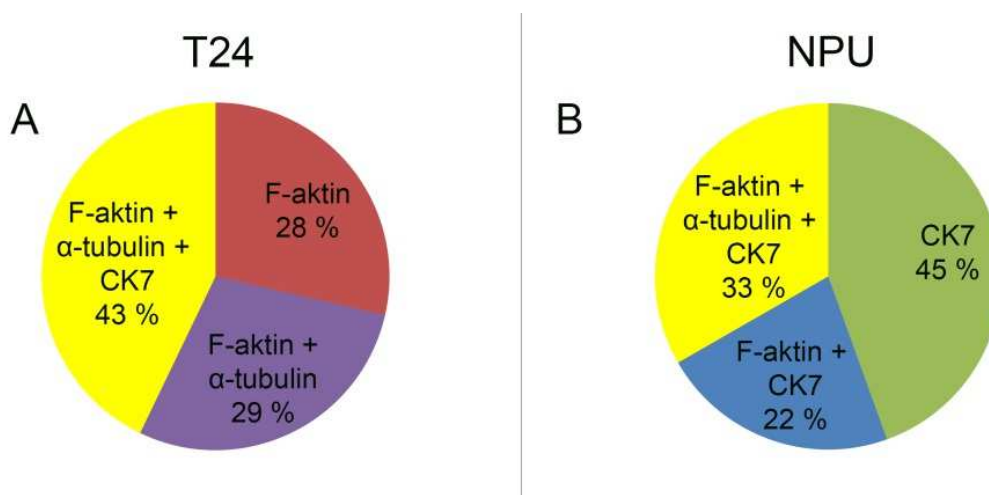 T24
A
F-aktin
28 %
F-aktin +
α-tubulin +
CK7
43 %
F-aktin +
α-tubulin
29 %
NPU
B
F-aktin +
α-tubulin +
CK7
33 %
CK7
45 %
F-aktin +
CK7
22 %